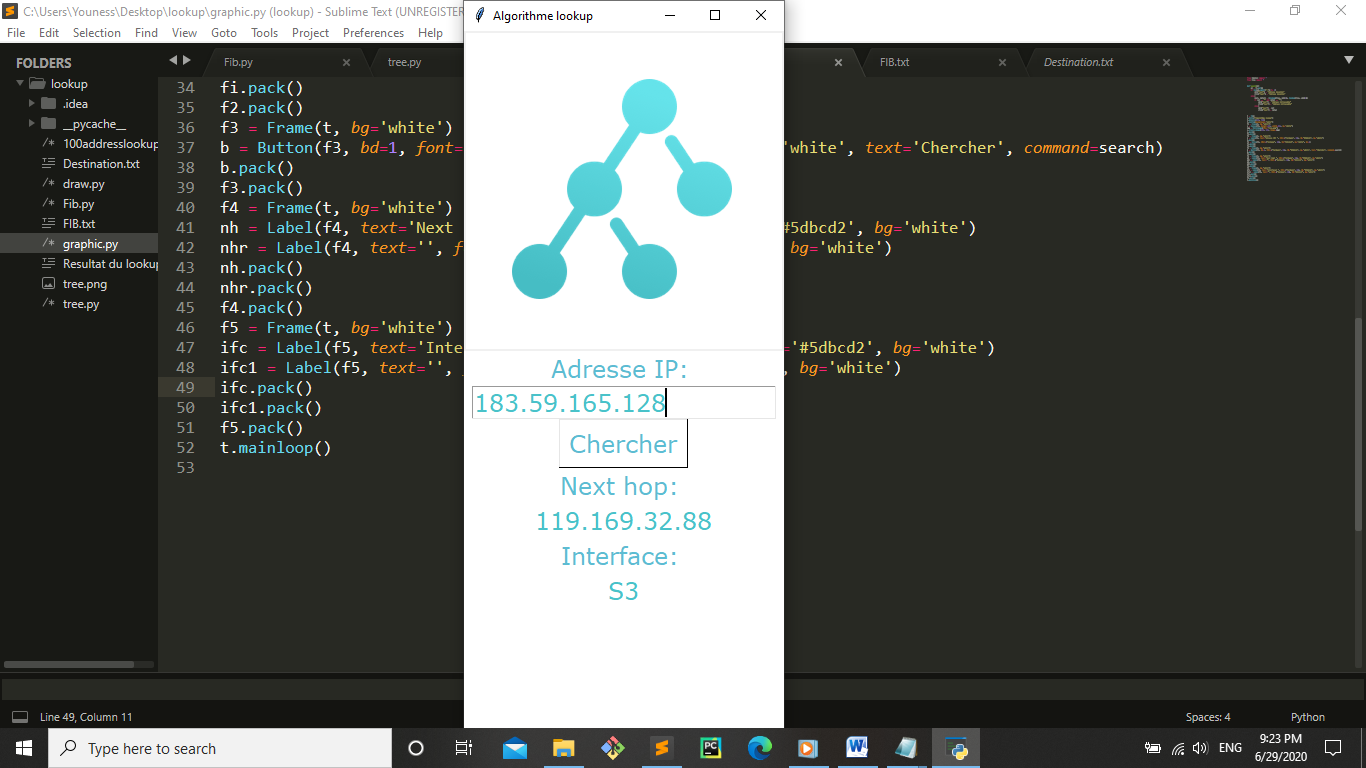 C:\Users\Youness\Desktop\lookup\graphic.py (lookup) - Sublime Text (UNREGISTER
File Edit Selection Find View Goto Tools Project Preferences Help
FOLDERS
lookup
.idea
__pycache__
100addresslookup
Destination.txt
draw.py
Fib.py
FIB.txt
graphic.py
Resultat du lookup
tree.png
tree.py
Fib.py
tree.py
FIB.txt
Destination.txt
34 fi.pack()
35 f2.pack()
36 f3 = Frame(t, bg='white')
37 b = Button(f3, bd=1, font= 'white', text='Chercher', command=search)
38 b.pack()
39 f3.pack()
40 f4 = Frame(t, bg='white')
41 nh = Label(f4, text='Next #5dbcd2', bg='white')
42 nhr = Label(f4, text='', f bg='white')
43 nh.pack()
44 nhr.pack()
45 f4.pack()
46 f5 = Frame(t, bg='white')
47 ifc = Label(f5, text='Inte ='#5dbcd2', bg='white')
48 ifc1 = Label(f5, text='', , bg='white')
49 ifc.pack()
50 ifc1.pack()
51 f5.pack()
52 t.mainloop()
53
Algorithme lookup
Adresse IP:
183.59.165.128
Chercher
Next hop:
119.169.32.88
Interface:
S3
Line 49, Column 11
Spaces: 4
Python
Type here to search
ENG
9:23 PM
6/29/2020